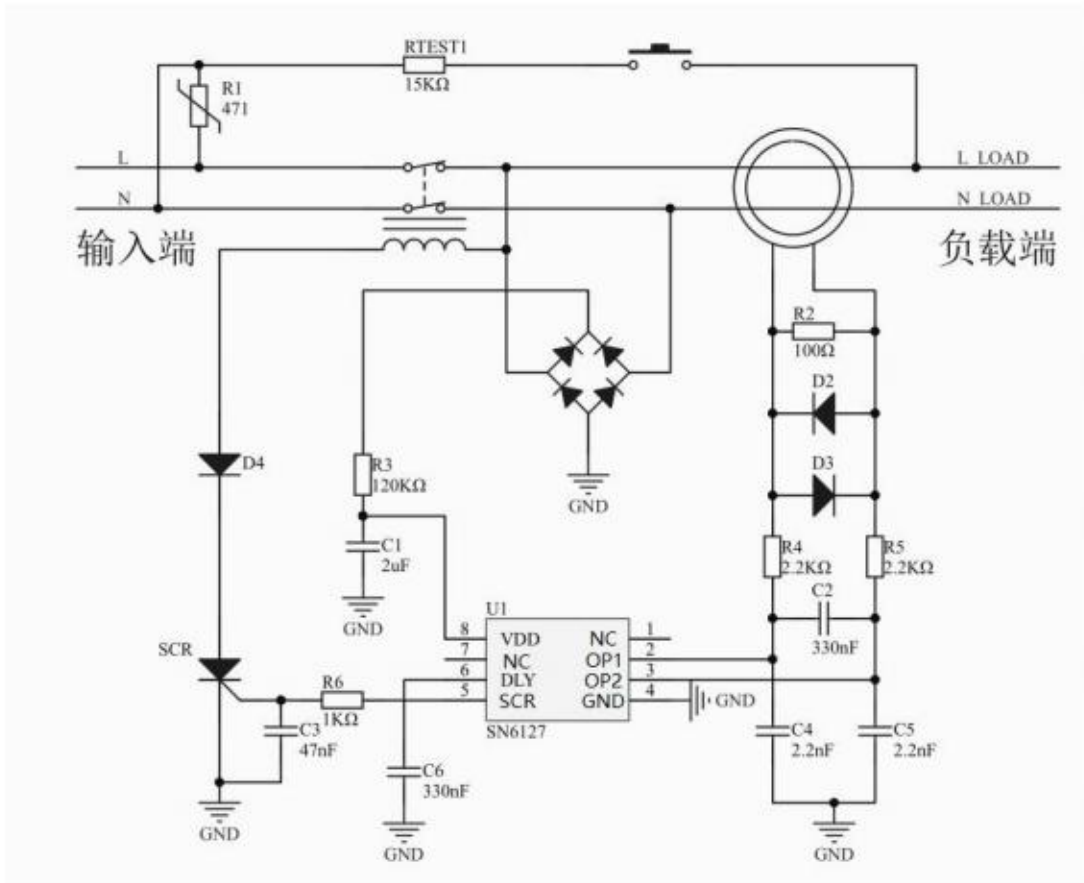 RTEST1
15KΩ
R1
471
L
L LOAD
N
N LOAD
输入端
负载端
R2
100Ω
D2
D4
R3
120KΩ
GND
D3
C1
2uF
R4
2.2KΩ
R5
2.2KΩ
C2
330nF
GND
U1
8
VDD
NC
1
7
NC
OP1
2
6
DLY
OP2
3
5
SCR
GND
4
SN6127
SCR
R6
1KΩ
GND
C3
47nF
C4
2.2nF
C5
2.2nF
C6
330nF
GND
GND
GND